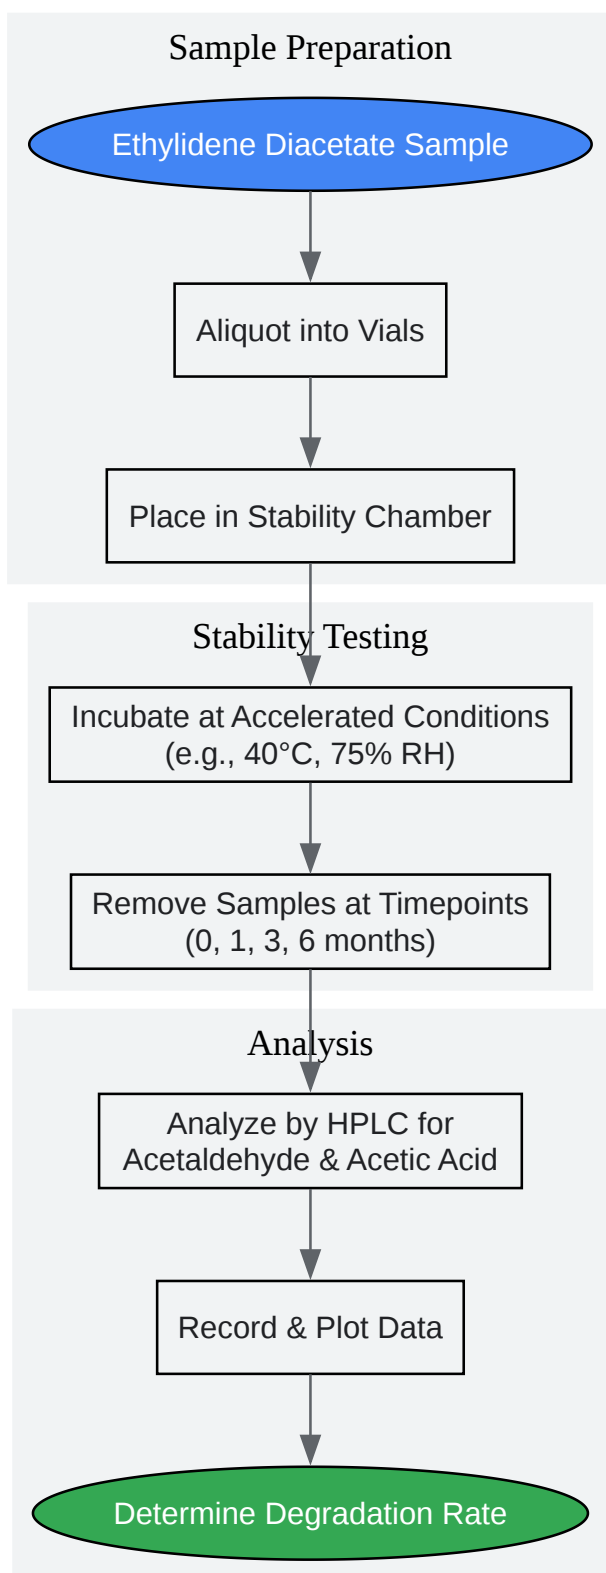 Sample Preparation
Ethylidene Diacetate Sample
Aliquot into Vials
Place in Stability Chamber
Stability Testing
Incubate at Accelerated Conditions
(e.g., 40°C, 75% RH)
Remove Samples at Timepoints
(0, 1, 3, 6 months)
Analysis
Analyze by HPLC for
Acetaldehyde & Acetic Acid
Record & Plot Data
Determine Degradation Rate